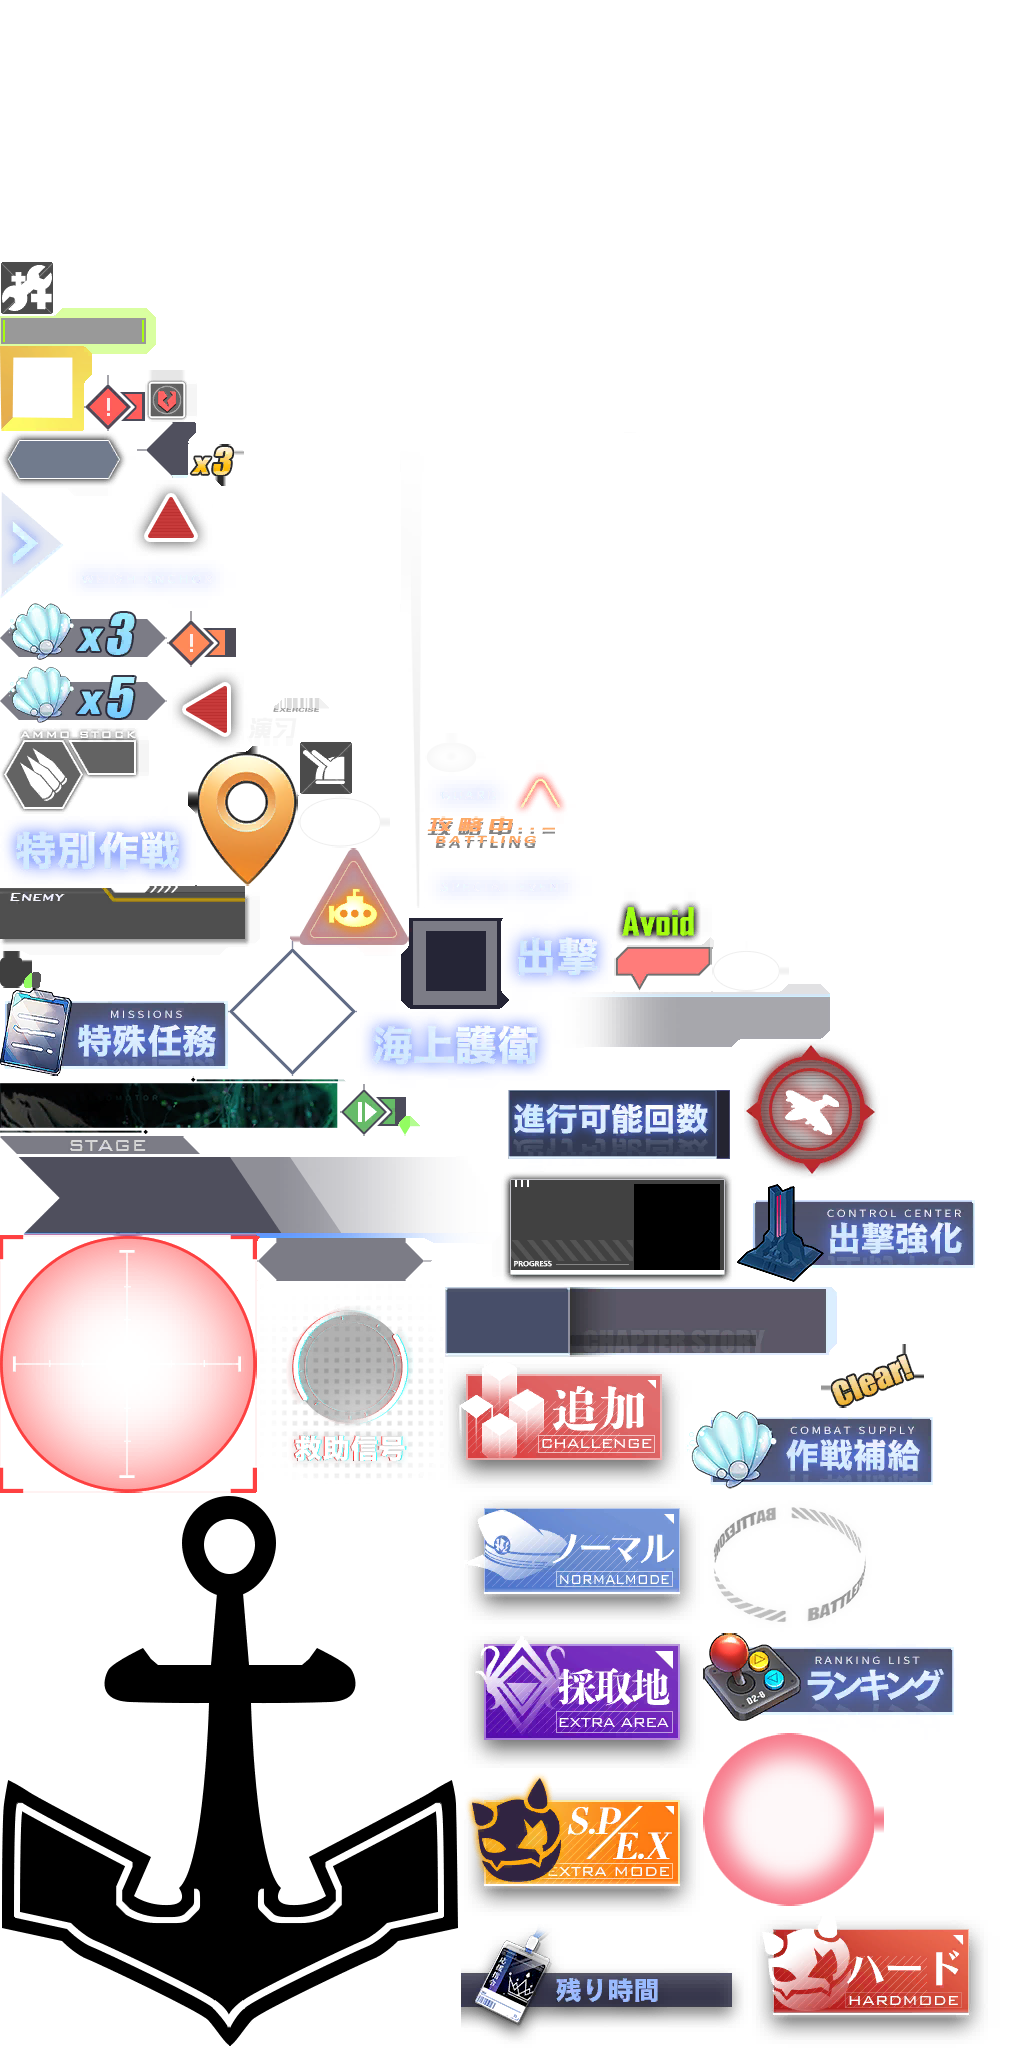 x3
x3
x5
EXERCISE
演習
AMMO STOCK
攻略中
BATTLING
特別作戦
ENEMY
Avoid
出撃
MISSIONS
特殊任務
海上護衛
進行可能回数
STAGE
CONTROL CENTER
出撃強化
PROGRESS
CHAPTER STORY
追加
CHALLENGE
Clear!
救助信号
COMBAT SUPPLY
作戦補給
ノーマル
NORMALMODE
BATTLEZONE
BATTLE
採取地
EXTRA AREA
RANKING LIST
ランキング
02-8
S.P/E.X
EXTRA MODE
残り時間
ハード
HARDMODE